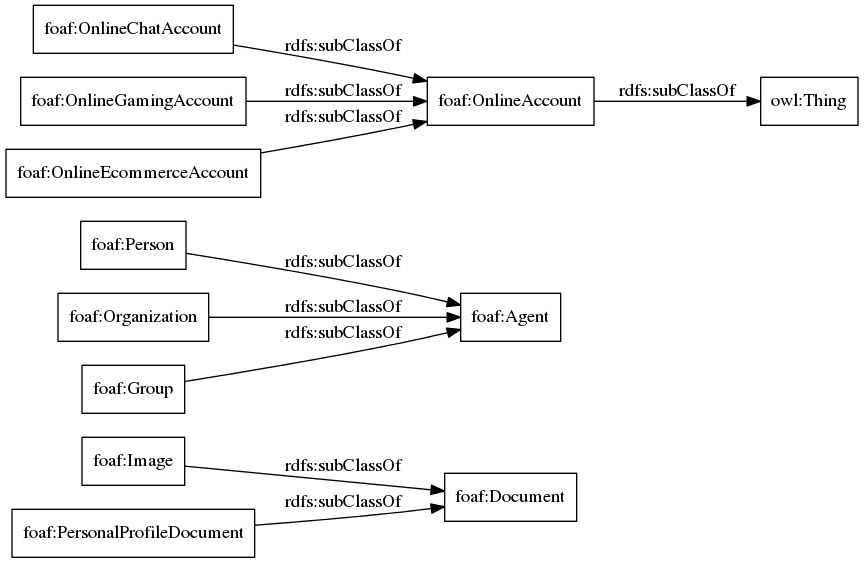 foaf:OnlineChatAccount
rdfs:subClassOf
foaf:OnlineGamingAccount
rdfs:subClassOf
foaf:OnlineAccount
rdfs:subClassOf
owl:Thing
rdfs:subClassOf
foaf:OnlineEcommerceAccount
foaf:Person
rdfs:subClassOf
foaf:Organization
rdfs:subClassOf
foaf:Agent
rdfs:subClassOf
foaf:Group
foaf:Image
rdfs:subClassOf
foaf:Document
rdfs:subClassOf
foaf:PersonalProfileDocument